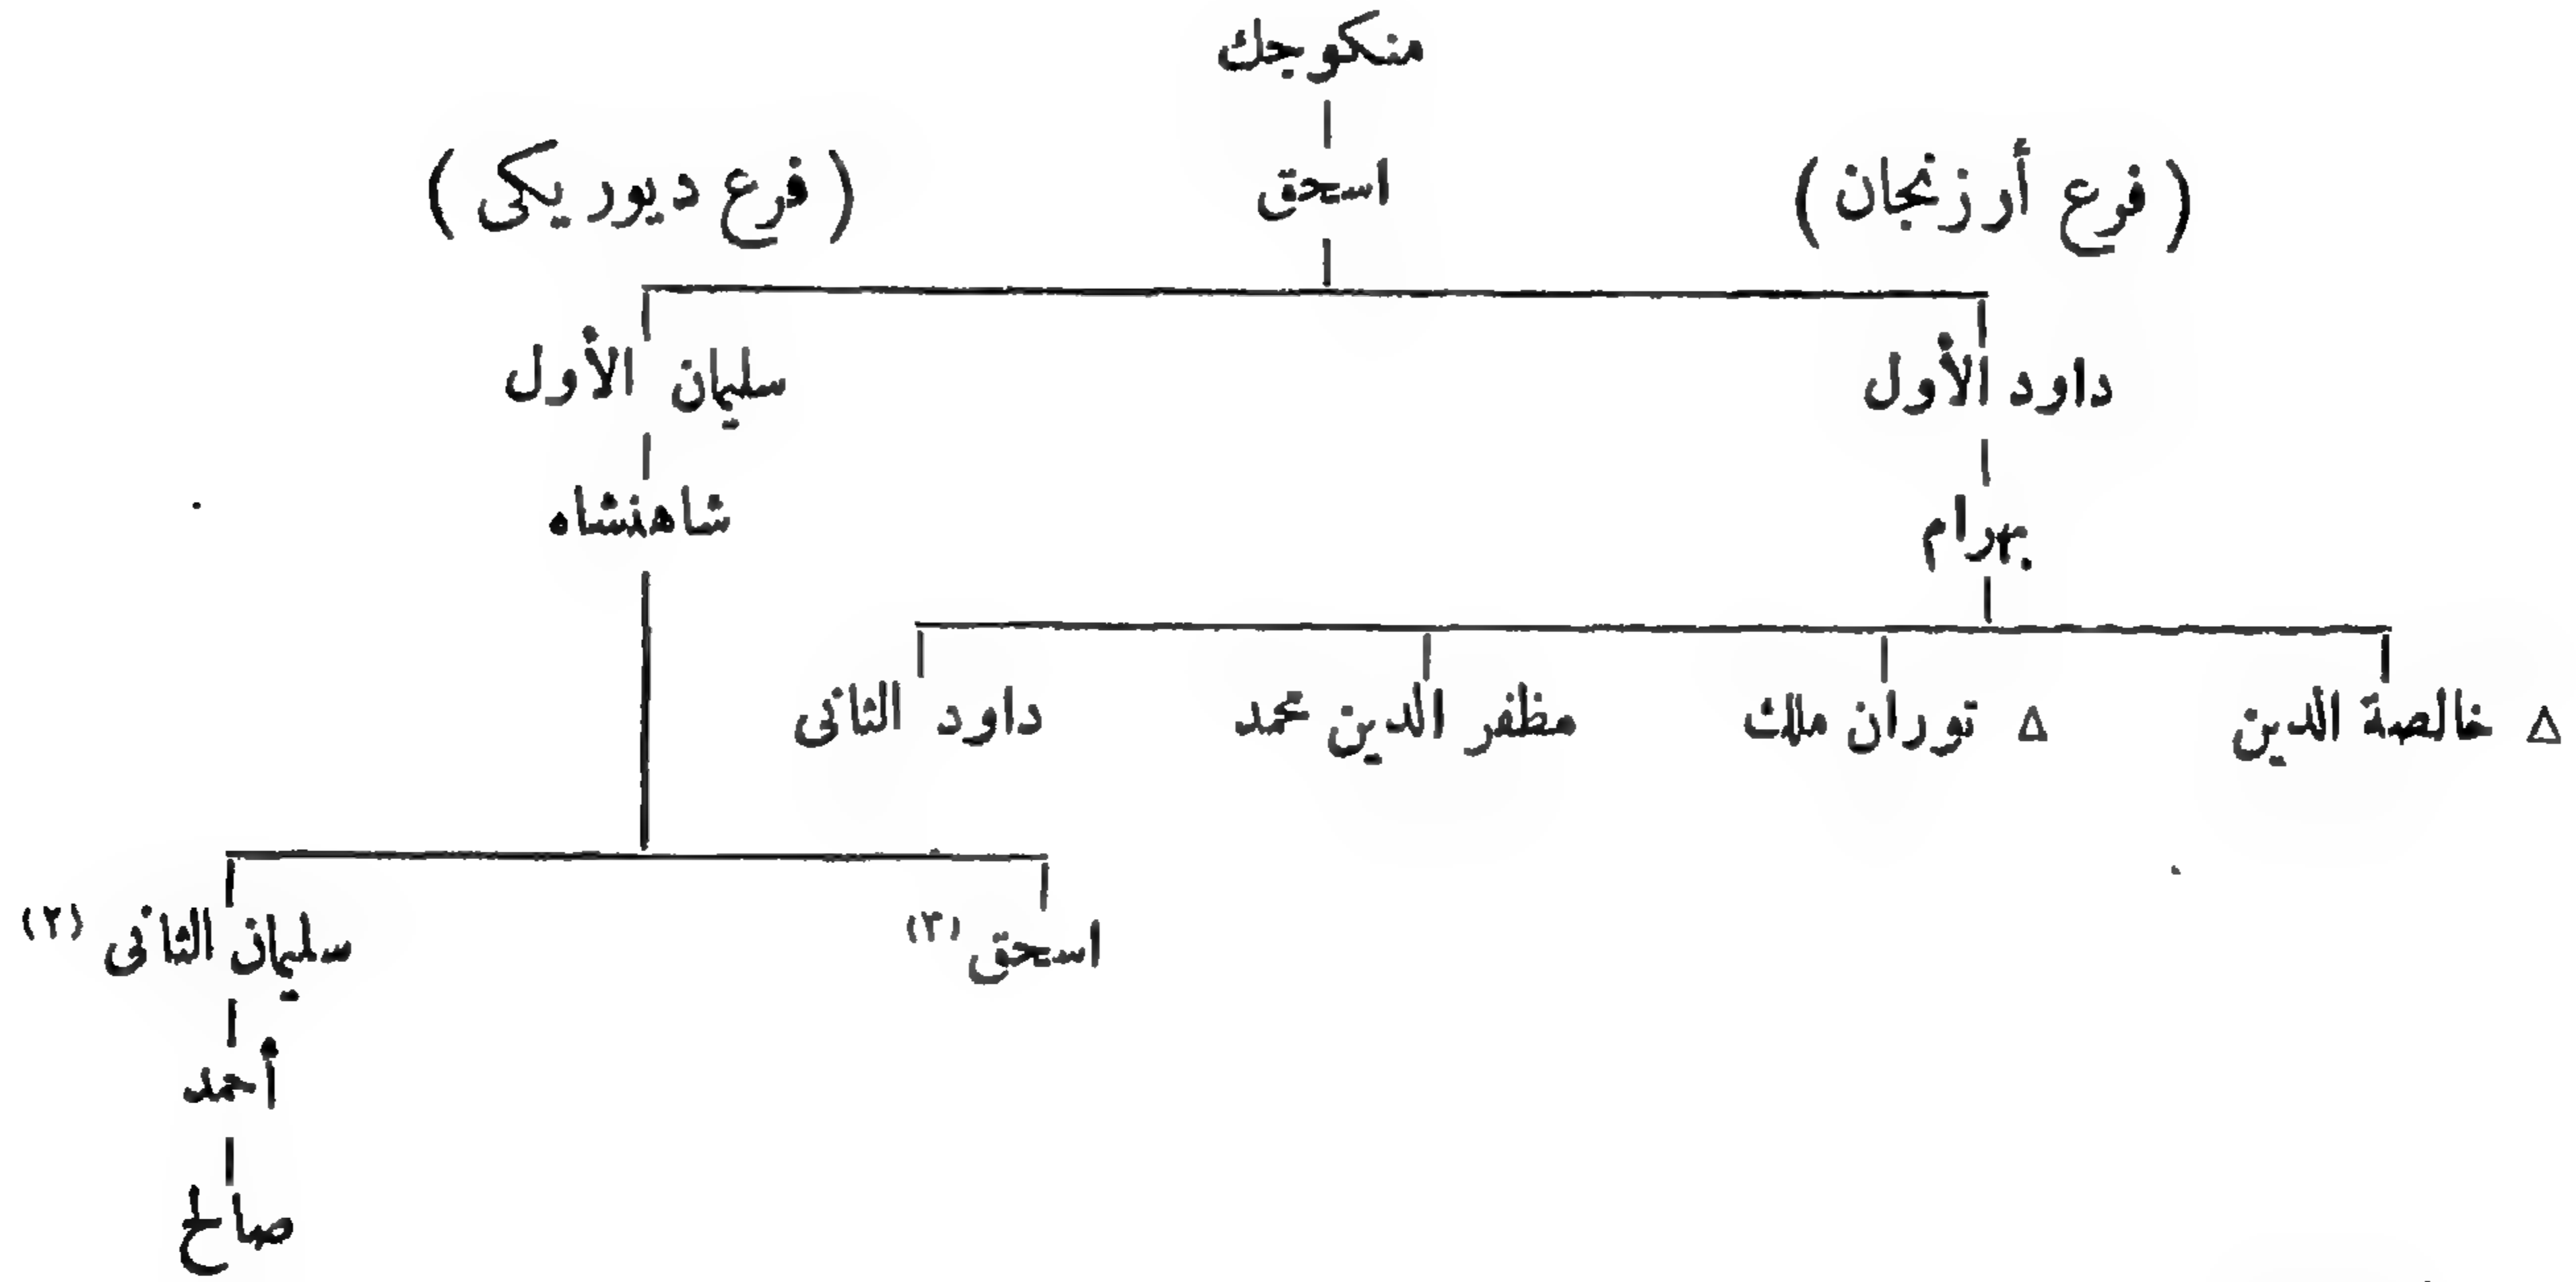 منكوجك
اسحق
(فرع أرزنجان)
(فرع ديوريكى)
داود الأول
سليمان الأول
بهرام
شاهنشاه
△ خالصة الدين
△ توران ملك
مظفر الدين محمد
داود الثانى
اسحق (٣)
سليمان الثانى (٢)
أحمد
صالح